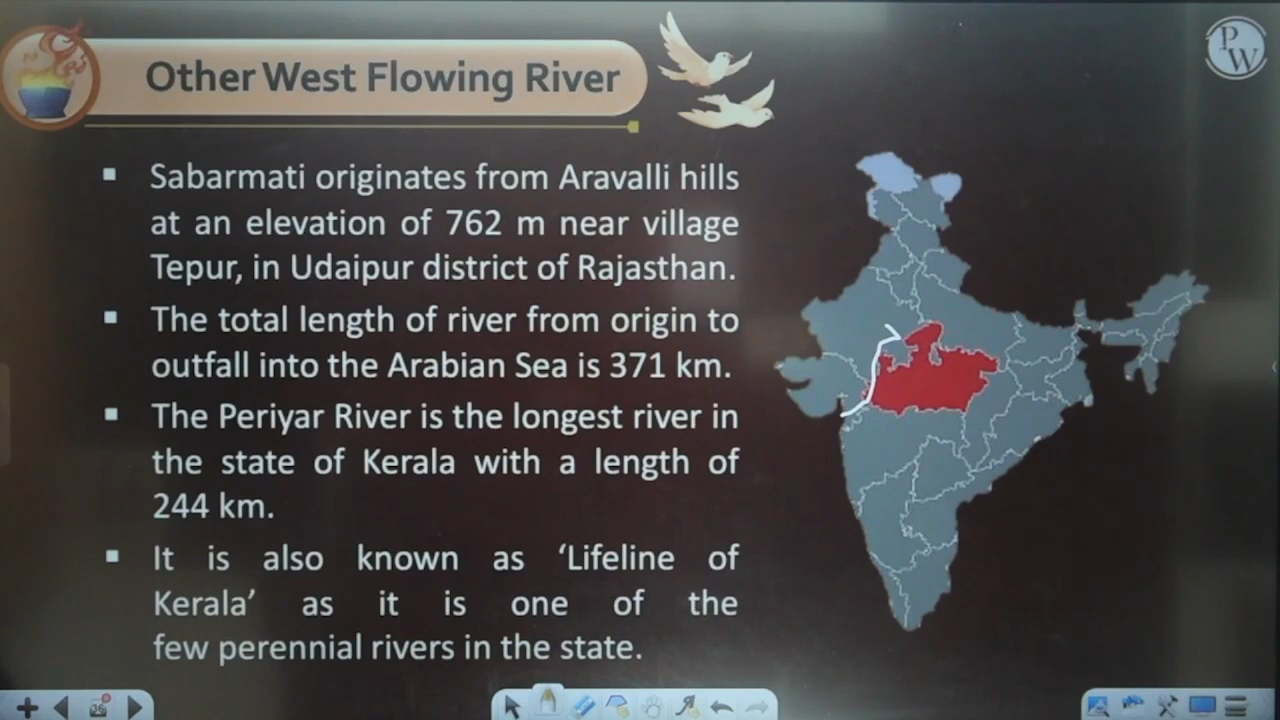 Other West Flowing River
PW
▪ Sabarmati originates from Aravalli hills
at an elevation of 762 m near village
Tepur, in Udaipur district of Rajasthan.
▪ The total length of river from origin to
outfall into the Arabian Sea is 371 km.
▪ The Periyar River is the longest river in
the state of Kerala with a length of
244 km.
▪ It is also known as ‘Lifeline of
Kerala’ as it is one of the
few perennial rivers in the state.